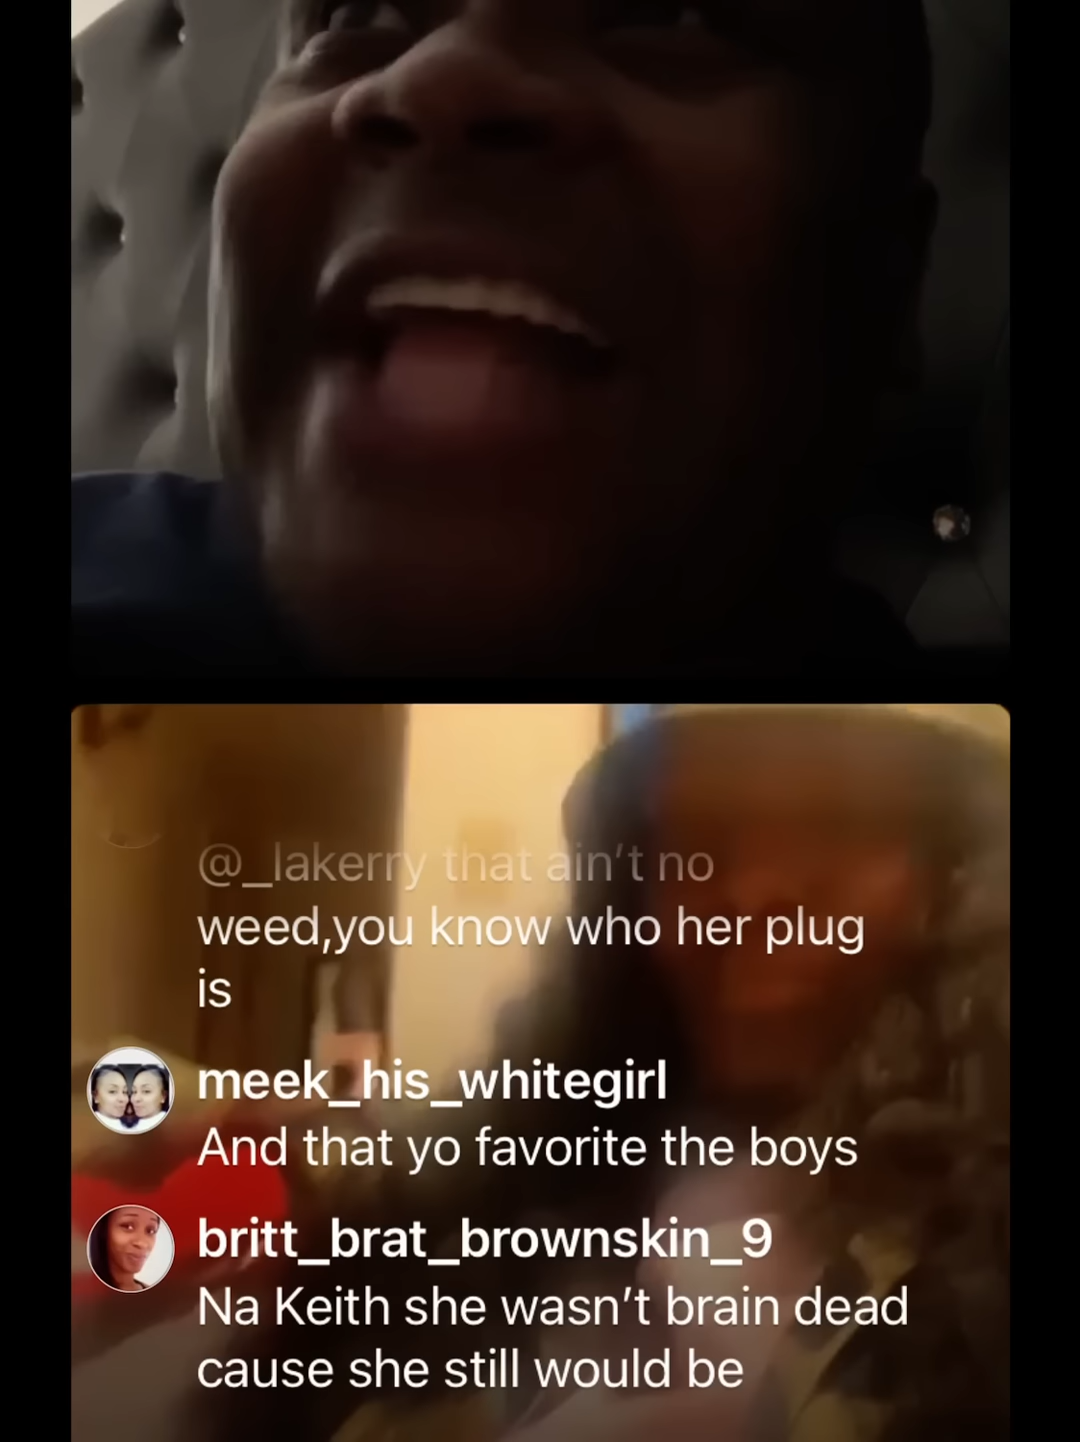 @_lakerry that ain't no
weed,you know who her plug
is
meek_his_whitegirl
And that yo favorite the boys
britt_brat_brownskin_9
Na Keith she wasn't brain dead
cause she still would be